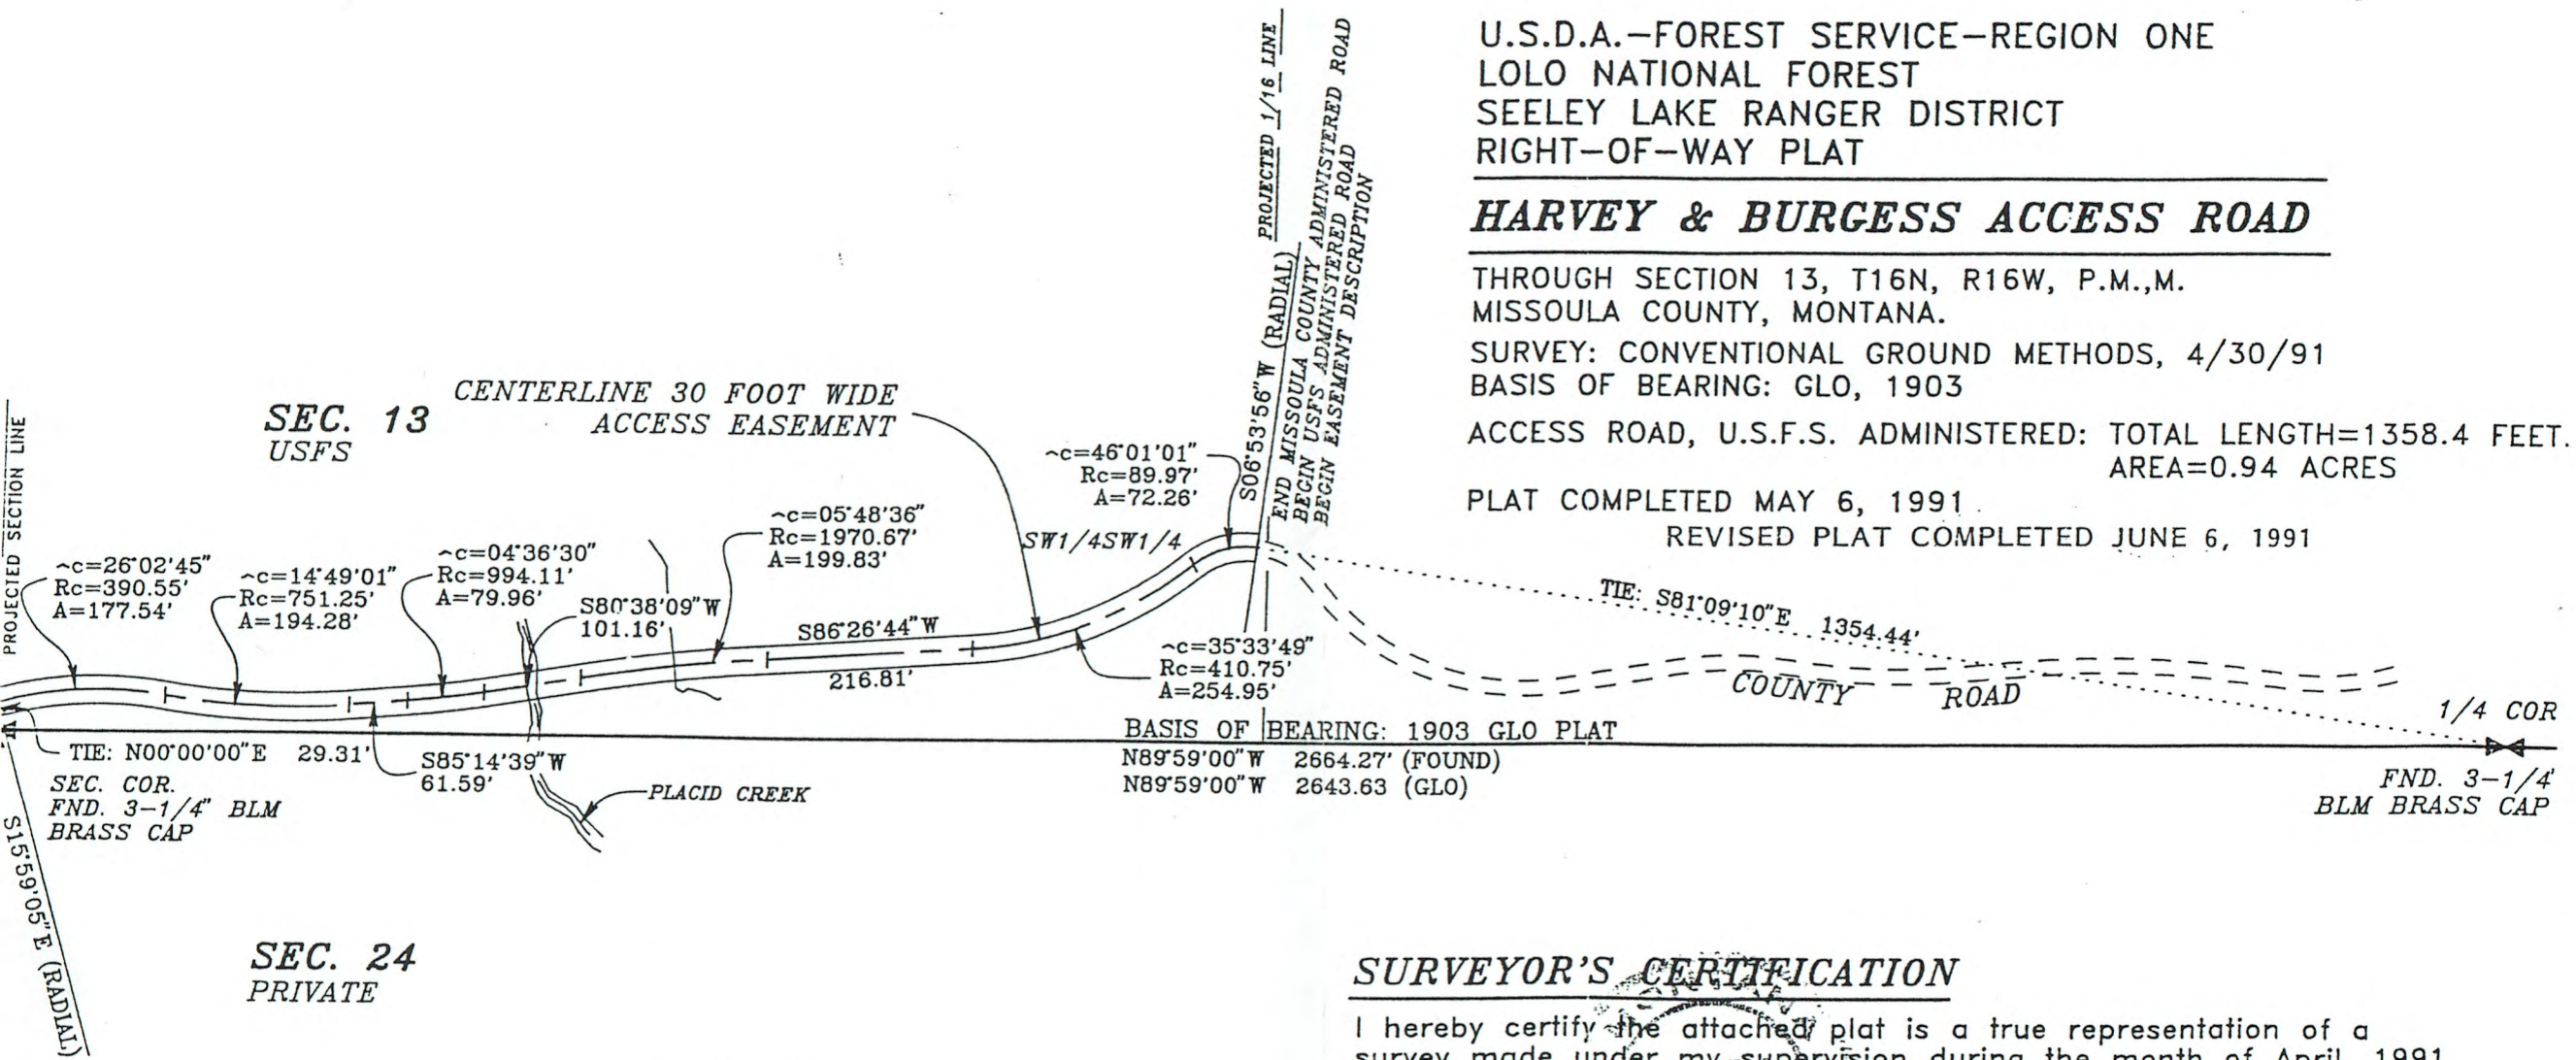 U.S.D.A.-FOREST SERVICE-REGION ONE
LOLO NATIONAL FOREST
SEELEY LAKE RANGER DISTRICT
RIGHT-OF-WAY PLAT
HARVEY & BURGESS ACCESS ROAD
THROUGH SECTION 13, T16N, R16W, P.M.,M.
MISSOULA COUNTY, MONTANA.
SURVEY: CONVENTIONAL GROUND METHODS, 4/30/91
BASIS OF BEARING: GLO, 1903
ACCESS ROAD, U.S.F.S. ADMINISTERED: TOTAL LENGTH=1358.4 FEET.
AREA=0.94 ACRES
PLAT COMPLETED MAY 6, 1991.
REVISED PLAT COMPLETED JUNE 6, 1991
PROJECTED 1/16 LINE
S06°53'56"W (RADIAL)
END MISSOULA COUNTY ADMINISTERED ROAD
BEGIN USFS ADMINISTERED ROAD
BEGIN EASEMENT DESCRIPTION
PROJECTED SECTION LINE
SEC. 13
USFS
CENTERLINE 30 FOOT WIDE
ACCESS EASEMENT
~c=26°02'45"
Rc=390.55'
A=177.54'
~c=14°49'01"
Rc=751.25'
A=194.28'
~c=04°36'30"
Rc=994.11'
A=79.96'
S80°38'09"W
101.16'
~c=05°48'36"
Rc=1970.67'
A=199.83'
S86°26'44"W
216.81'
~c=46°01'01"
Rc=89.97'
A=72.26'
SW1/4SW1/4
~c=35°33'49"
Rc=410.75'
A=254.95'
TIE: S81°09'10"E 1354.44'
COUNTY ROAD
1/4 COR
FND. 3-1/4'
BLM BRASS CAP
BASIS OF BEARING: 1903 GLO PLAT
N89°59'00"W 2664.27' (FOUND)
N89°59'00"W 2643.63 (GLO)
TIE: N00°00'00"E 29.31'
SEC. COR.
FND. 3-1/4" BLM
BRASS CAP
S85°14'39"W
61.59'
PLACID CREEK
S15°59'05"E (RADIAL)
SEC. 24
PRIVATE
SURVEYOR'S CERTIFICATION
I hereby certify the attached plat is a true representation of a
survey made under my supervision during the month of April, 1991